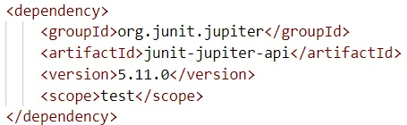 <dependency>
<groupId>org.junit.jupiter</groupId>
<artifactId>junit-jupiter-api</artifactId>
<version>5.11.0</version>
<scope>test</scope>
</dependency>